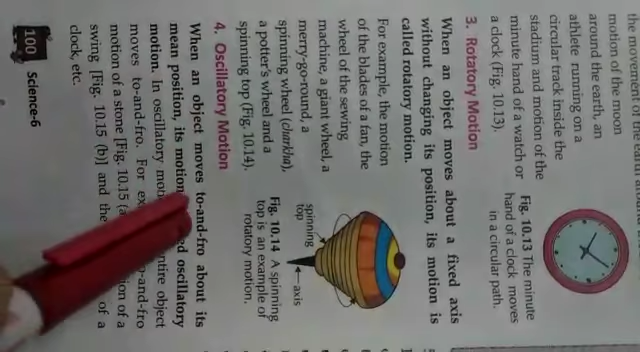 the movement of
motion of the moon
around the earth, an
athlete running on a
circular track inside the
stadium and motion of the
minute hand of a watch or
a clock (Fig. 10.13).
Fig. 10.13 The minute
hand of a clock moves
in a circular path.
3. Rotatory Motion
When an object moves about a fixed axis
without changing its position, its motion is
called rotatory motion.
For example, the motion
of the blades of a fan, the
wheel of the sewing
machine, a giant wheel, a
merry-go-round, a
spinning wheel (charkha),
a potter's wheel and a
spinning top (Fig. 10.14).
spinning
top
axis
Fig. 10.14 A spinning
top is an example of
rotatory motion.
4. Oscillatory Motion
When an object moves to-and-fro about its
mean position, its motion oscillatory
motion. In oscillatory object
moves to-and-fro. For and-fro
motion of a stone [Fig. 10.15 of a
swing [Fig. 10.15 (b)] and the of a
clock, etc.
100 Science-6